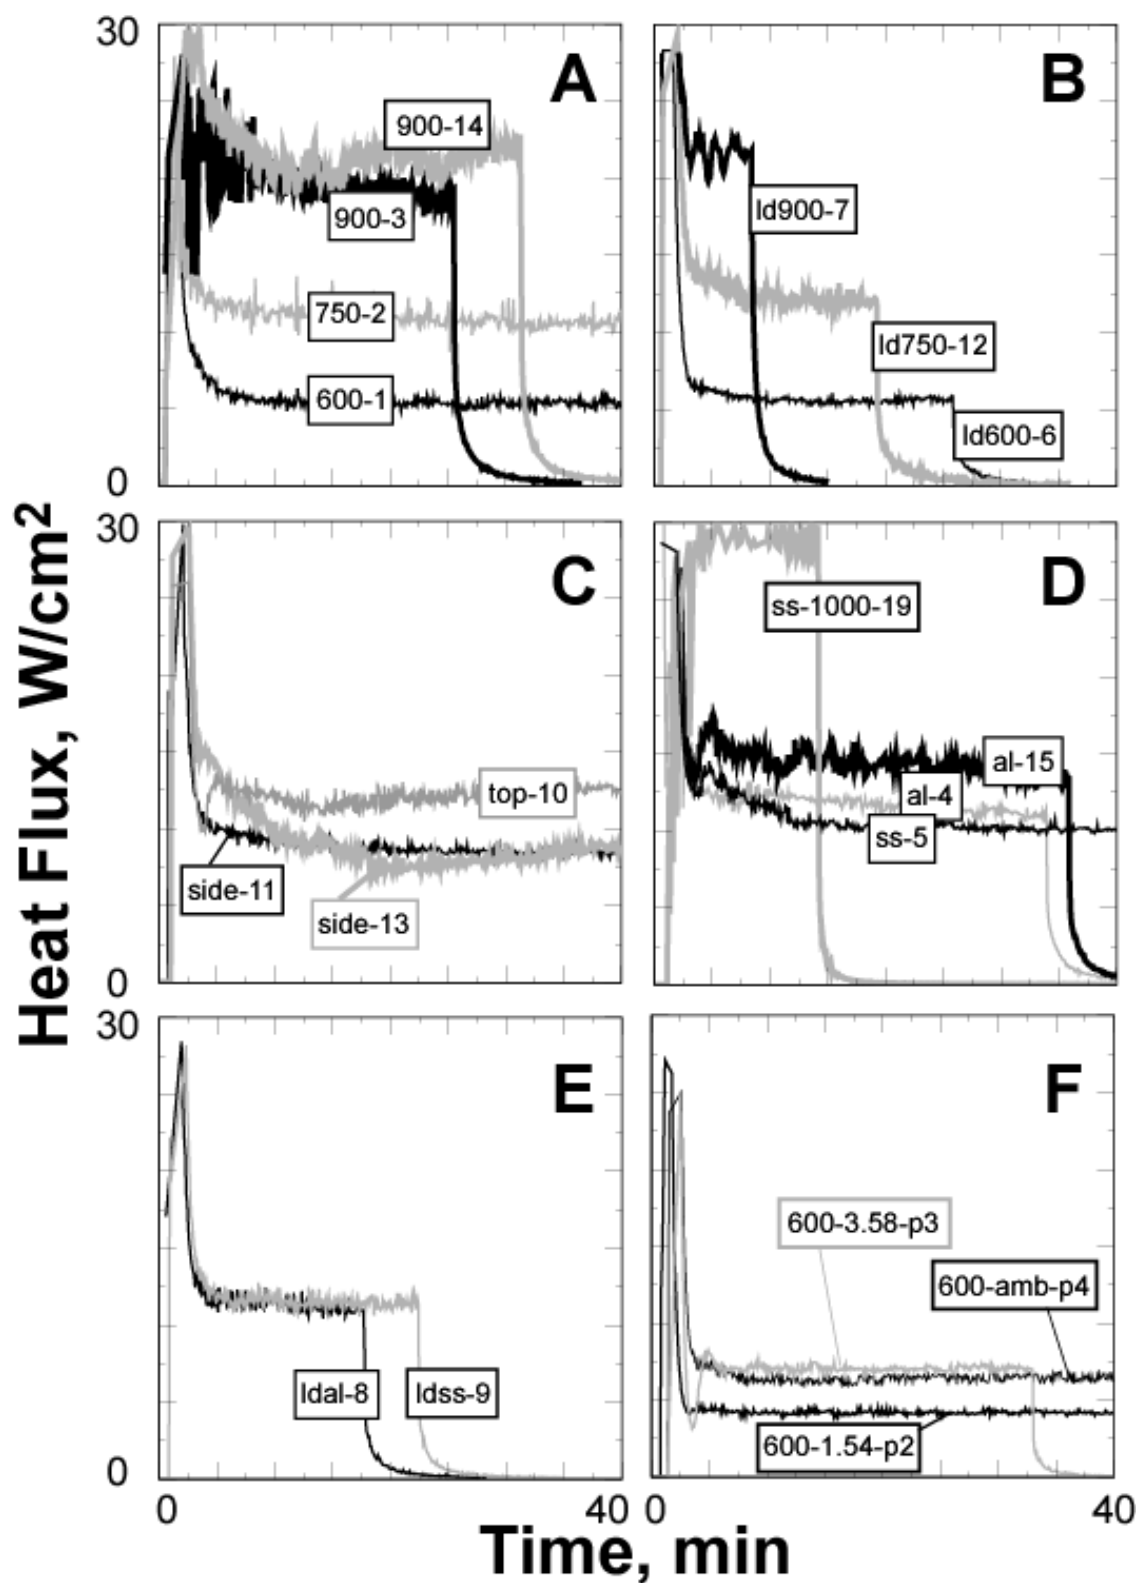 30
A
B
900-14
900-3
ld900-7
750-2
ld750-12
600-1
ld600-6
0
30
C
D
ss-1000-19
top-10
al-15
al-4
ss-5
side-11
side-13
0
30
E
F
600-3.58-p3
600-amb-p4
ldal-8
ldss-9
600-1.54-p2
0
0
40
0
40
Heat Flux, W/cm²
Time, min